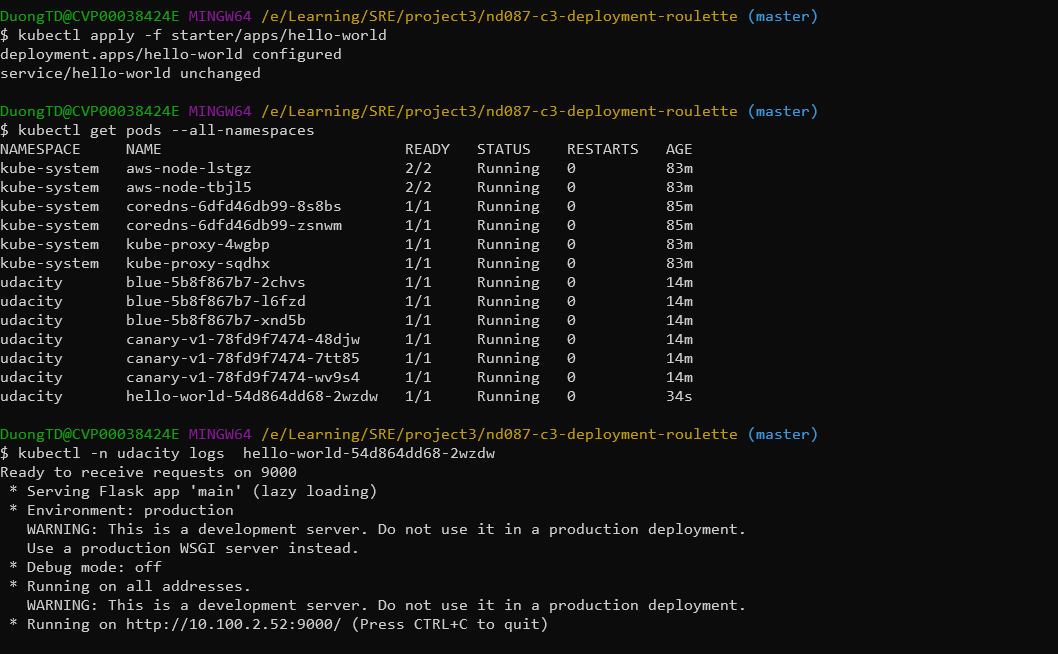 DuongTD@CVP00038424E MINGW64 /e/Learning/SRE/project3/nd087-c3-deployment-roulette (master)
$ kubectl apply -f starter/apps/hello-world
deployment.apps/hello-world configured
service/hello-world unchanged
DuongTD@CVP00038424E MINGW64 /e/Learning/SRE/project3/nd087-c3-deployment-roulette (master)
$ kubectl get pods --all-namespaces
NAMESPACE     NAME                           READY   STATUS    RESTARTS   AGE
kube-system   aws-node-lstgz                 2/2     Running   0          83m
kube-system   aws-node-tbjl5                 2/2     Running   0          83m
kube-system   coredns-6dfd46db99-8s8bs       1/1     Running   0          85m
kube-system   coredns-6dfd46db99-zsnwm       1/1     Running   0          85m
kube-system   kube-proxy-4wgbp               1/1     Running   0          83m
kube-system   kube-proxy-sqdhx               1/1     Running   0          83m
udacity       blue-5b8f867b7-2chvs           1/1     Running   0          14m
udacity       blue-5b8f867b7-l6fzd           1/1     Running   0          14m
udacity       blue-5b8f867b7-xnd5b           1/1     Running   0          14m
udacity       canary-v1-78fd9f7474-48djw     1/1     Running   0          14m
udacity       canary-v1-78fd9f7474-7tt85     1/1     Running   0          14m
udacity       canary-v1-78fd9f7474-wv9s4     1/1     Running   0          14m
udacity       hello-world-54d864dd68-2wzdw   1/1     Running   0          34s
DuongTD@CVP00038424E MINGW64 /e/Learning/SRE/project3/nd087-c3-deployment-roulette (master)
$ kubectl -n udacity logs  hello-world-54d864dd68-2wzdw
Ready to receive requests on 9000
 * Serving Flask app 'main' (lazy loading)
 * Environment: production
   WARNING: This is a development server. Do not use it in a production deployment.
   Use a production WSGI server instead.
 * Debug mode: off
 * Running on all addresses.
   WARNING: This is a development server. Do not use it in a production deployment.
 * Running on http://10.100.2.52:9000/ (Press CTRL+C to quit)